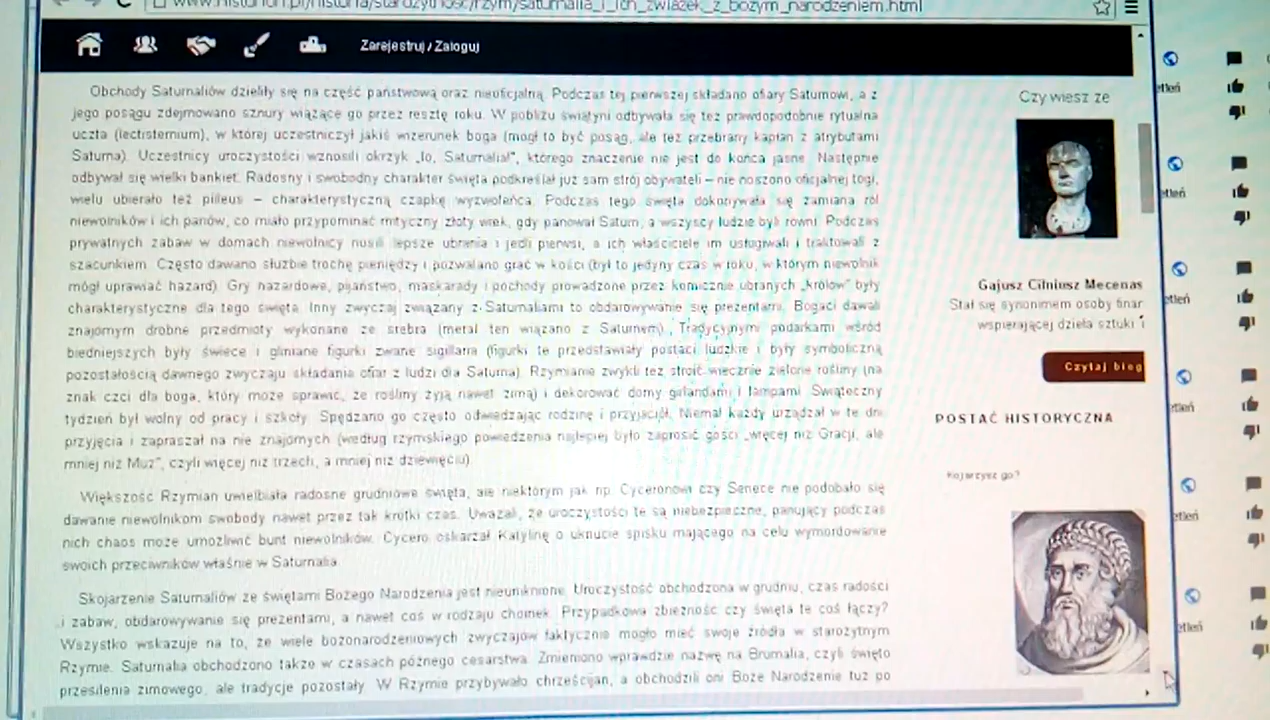 www.historion.pl/historia/starozytnosc/rzym/saturnalia_i_ich_zwiazek_z_bozym_narodzeniem.html
Zarejestruj / Zaloguj
Obchody Saturnaliów dzieliły się na część państwową oraz nieoficjalną. Podczas tej pierwszej składano ofiary Saturnowi, a z
jego posągu zdejmowano sznury wiążące go przez resztę roku. W pobliżu świątyni odbywała się też prawdopodobnie rytualna
uczta (lectisternium), w której uczestniczył jakiś wizerunek boga (mógł to być posąg, ale też przebrany kapłan z atrybutami
Saturna). Uczestnicy uroczystości wznosili okrzyk „Io, Saturnalia!”, którego znaczenie nie jest do końca jasne. Następnie
odbywał się wielki bankiet. Radosny i swobodny charakter święta podkreślał już sam strój obywateli – nie noszono oficjalnej togi,
wielu ubierało też pilleus – charakterystyczną czapkę wyzwoleńca. Podczas tego święta dokonywała się zamiana ról
niewolników i ich panów, co miało przypominać mityczny złoty wiek, gdy panował Saturn, a wszyscy ludzie byli równi. Podczas
prywatnych zabaw w domach niewolnicy nosili lepsze ubrania i jedli pierwsi, a ich właściciele im usługiwali i traktowali z
szacunkiem. Często dawano służbie trochę pieniędzy i pozwalano grać w kości (był to jedyny czas w roku, w którym niewolnik
mógł uprawiać hazard). Gry hazardowe, pijaństwo, maskarady i pochody prowadzone przez komicznie ubranych „królów” były
charakterystyczne dla tego święta. Inny zwyczaj związany z Saturnaliami to obdarowywanie się prezentami. Bogaci dawali
znajomym drobne przedmioty wykonane ze srebra (metal ten wiązano z Saturnem). Tradycyjnymi podarkami wśród
biedniejszych były świece i gliniane figurki zwane sigillaria (figurki te przedstawiały postaci ludzkie i były symboliczną
pozostałością dawnego zwyczaju składania ofiar z ludzi dla Saturna). Rzymianie zwykli też stroić wiecznie zielone rośliny (na
znak czci dla boga, który może sprawić, że rośliny żyją nawet zimą) i dekorować domy girlandami i lampami. Świąteczny
tydzień był wolny od pracy i szkoły. Spędzano go często odwiedzając rodzinę i przyjaciół. Niemal każdy urządzał w te dni
przyjęcia i zapraszał na nie znajomych (według rzymskiego powiedzenia najlepiej było zaprosić gości „więcej niż Gracji, ale
mniej niż Muz”, czyli więcej niż trzech, a mniej niż dziewięciu).
Większość Rzymian uwielbiała radosne grudniowe święta, ale niektórym jak np. Cyceronowi czy Senece nie podobało się
dawanie niewolnikom swobody nawet przez tak krótki czas. Uważali, że uroczystości te są niebezpieczne, panujący podczas
nich chaos może umożliwić bunt niewolników. Cycero oskarżał Katylinę o uknucie spisku mającego na celu wymordowanie
swoich przeciwników właśnie w Saturnalia.
Skojarzenie Saturnaliów ze świętami Bożego Narodzenia jest nieuniknione. Uroczystość obchodzona w grudniu, czas radości
i zabaw, obdarowywanie się prezentami, a nawet coś w rodzaju choinek. Przypadkowa zbieżność czy święta te coś łączy?
Wszystko wskazuje na to, że wiele bożonarodzeniowych zwyczajów faktycznie mogło mieć swoje źródła w starożytnym
Rzymie. Saturnalia obchodzono także w czasach późnego cesarstwa. Zmieniono wprawdzie nazwę na Brumalia, czyli święto
przesilenia zimowego, ale tradycje pozostały. W Rzymie przybywało chrześcijan, a obchodzili oni Boże Narodzenie tuż po
Czy wiesz że
Gajusz Cilniusz Mecenas
Stał się synonimem osoby finar
wspierającej dzieła sztuki i
Czytaj bieg
POSTAĆ HISTORYCZNA
Kojarzysz go?
etleń
etleń
etleń
etleń
etleń
etleń